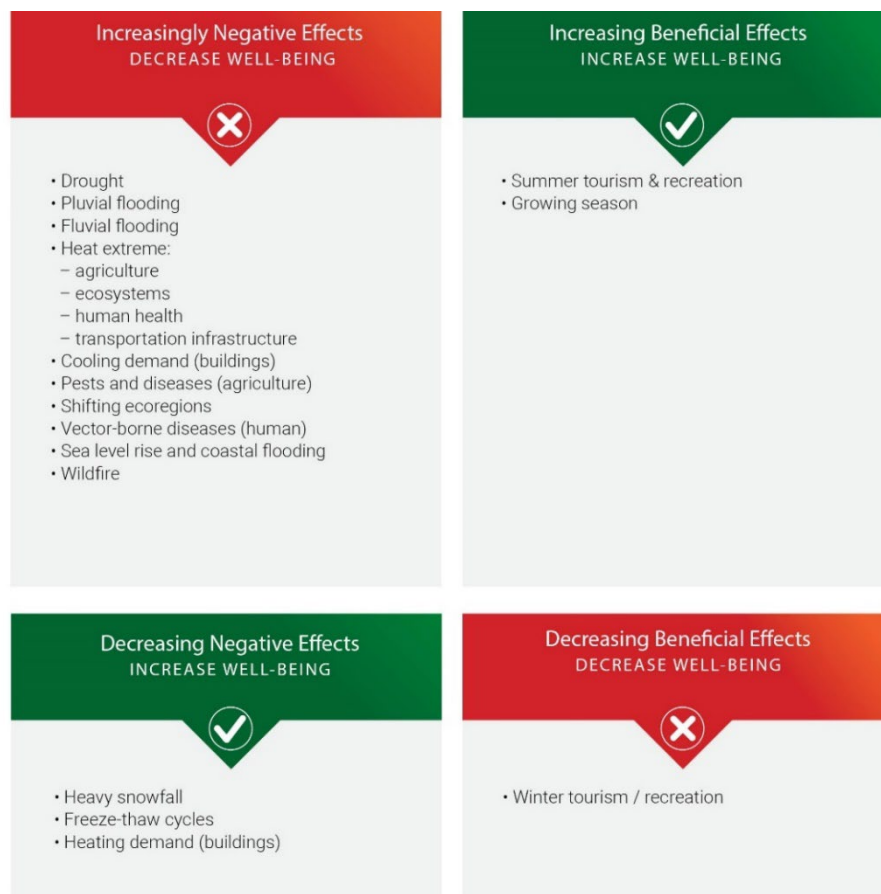 Increasingly Negative Effects
DECREASE WELL-BEING
• Drought
• Pluvial flooding
• Fluvial flooding
• Heat extreme:
– agriculture
– ecosystems
– human health
– transportation infrastructure
• Cooling demand (buildings)
• Pests and diseases (agriculture)
• Shifting ecoregions
• Vector-borne diseases (human)
• Sea level rise and coastal flooding
• Wildfire
Increasing Beneficial Effects
INCREASE WELL-BEING
• Summer tourism & recreation
• Growing season
Decreasing Negative Effects
INCREASE WELL-BEING
• Heavy snowfall
• Freeze-thaw cycles
• Heating demand (buildings)
Decreasing Beneficial Effects
DECREASE WELL-BEING
• Winter tourism / recreation